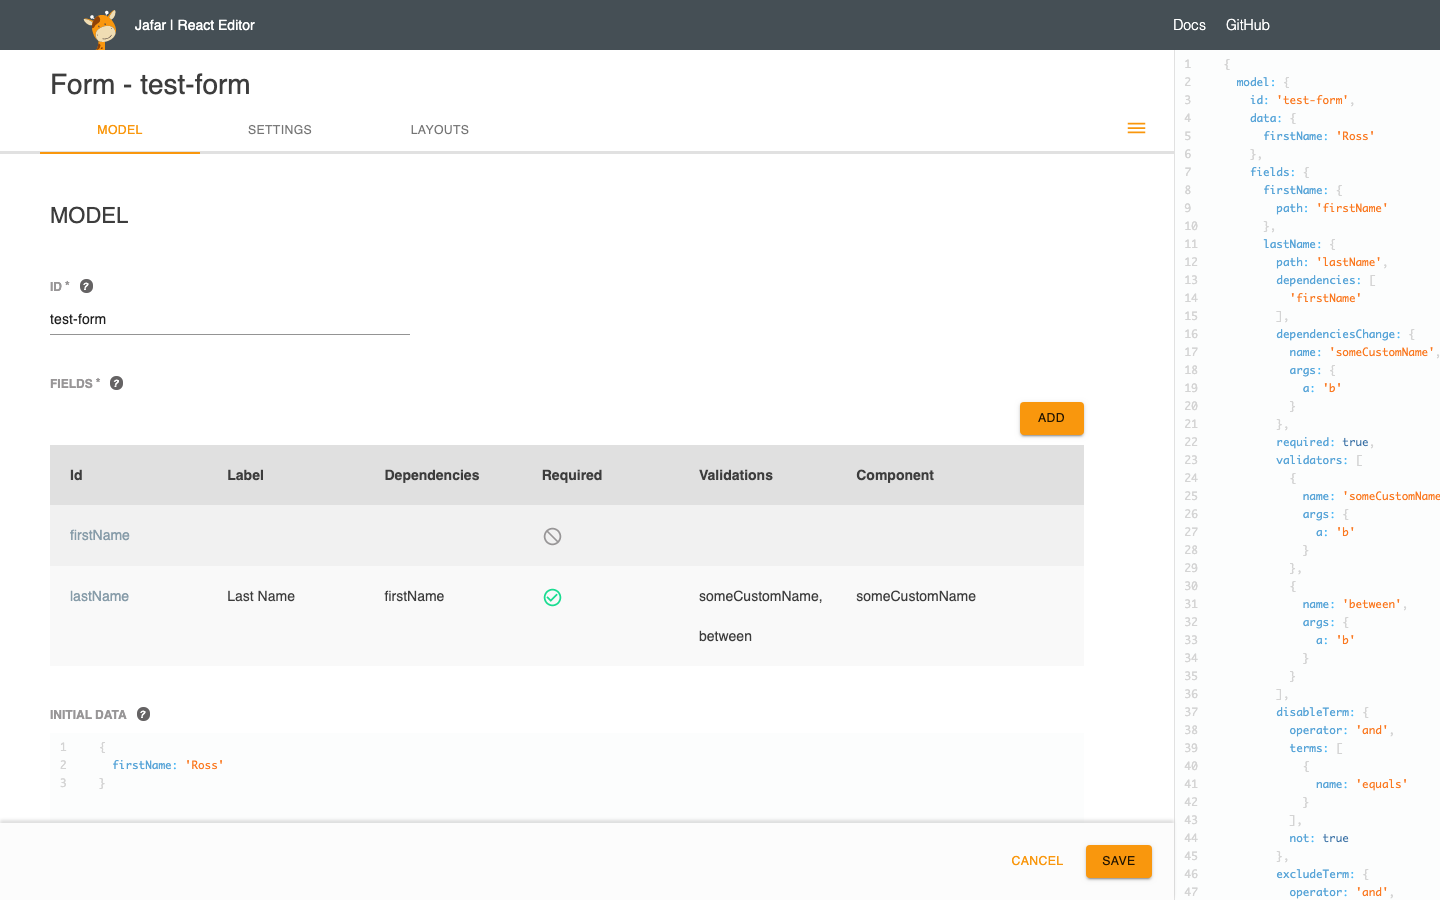 Jafar | React Editor
Docs GitHub
Form - test-form
MODEL SETTINGS LAYOUTS
MODEL
ID * ?
test-form
FIELDS * ?
ADD
Id Label Dependencies Required Validations Component
firstName
lastName Last Name firstName someCustomName, someCustomName
between
INITIAL DATA ?
1 {
2 firstName: 'Ross'
3 }
CANCEL SAVE
1 {
2 model: {
3 id: 'test-form',
4 data: {
5 firstName: 'Ross'
6 },
7 fields: {
8 firstName: {
9 path: 'firstName'
10 },
11 lastName: {
12 path: 'lastName',
13 dependencies: [
14 'firstName'
15 ],
16 dependenciesChange: {
17 name: 'someCustomName',
18 args: {
19 a: 'b'
20 }
21 },
22 required: true,
23 validators: [
24 {
25 name: 'someCustomName
26 args: {
27 a: 'b'
28 }
29 },
30 {
31 name: 'between',
32 args: {
33 a: 'b'
34 }
35 }
36 ],
37 disableTerm: {
38 operator: 'and',
39 terms: [
40 {
41 name: 'equals'
42 }
43 ],
44 not: true
45 },
46 excludeTerm: {
47 operator: 'and',